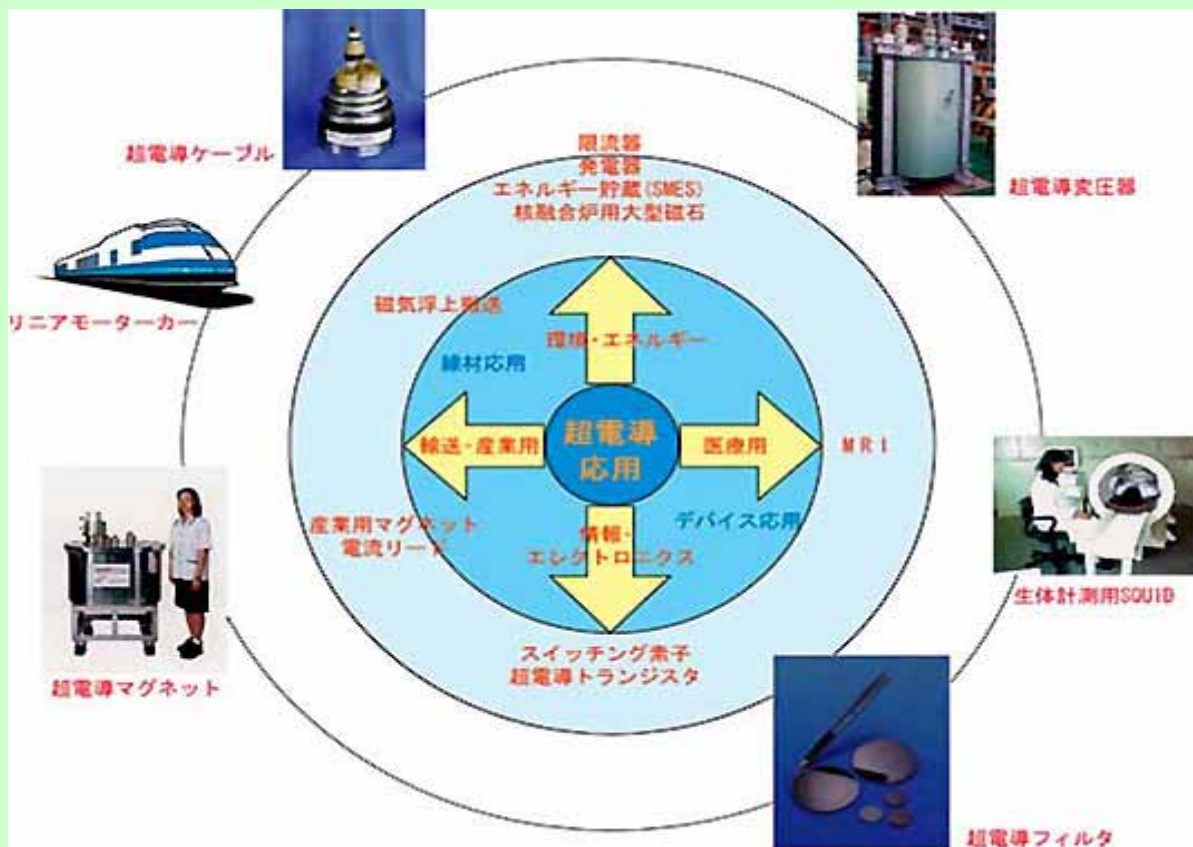 超電導ケーブル
限流器
発電器
エネルギー貯蔵(SMES)
核融合炉用大型磁石
超電導変圧器
リニアモーターカー
磁気浮上搬送
環境・エネルギー
線材応用
輸送・産業用
超電導
応用
医療用
MRI
産業用マグネット
電流リード
情報・
エレクトロニクス
デバイス応用
生体計測用SQUID
超電導マグネット
スイッチング素子
超電導トランジスタ
超電導フィルタ